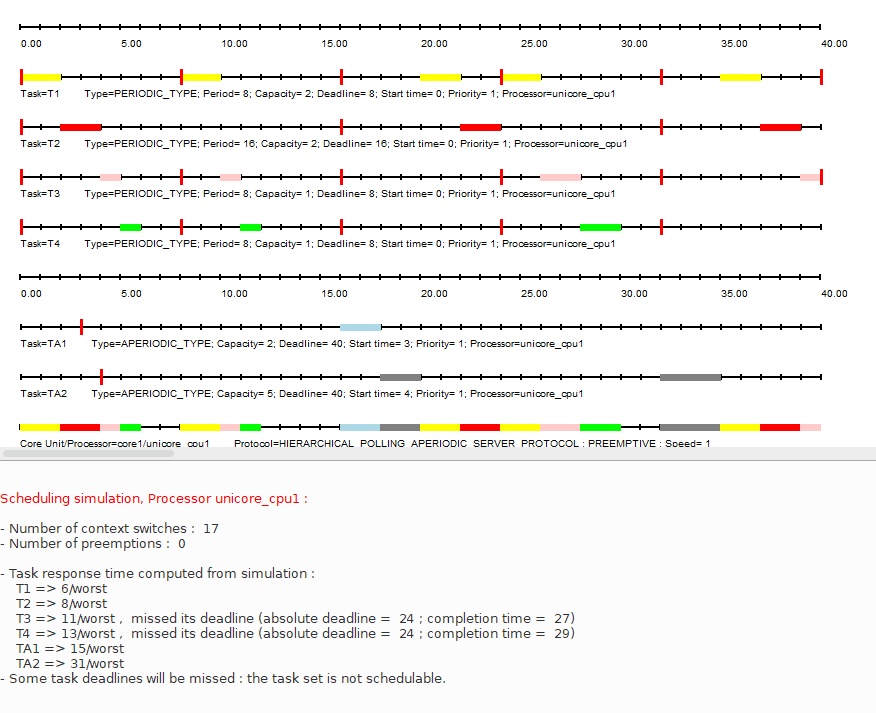 0.00 5.00 10.00 15.00 20.00 25.00 30.00 35.00 40.00
Task=T1 Type=PERIODIC_TYPE; Period= 8; Capacity= 2; Deadline= 8; Start time= 0; Priority= 1; Processor=unicore_cpu1
Task=T2 Type=PERIODIC_TYPE; Period= 16; Capacity= 2; Deadline= 16; Start time= 0; Priority= 1; Processor=unicore_cpu1
Task=T3 Type=PERIODIC_TYPE; Period= 8; Capacity= 1; Deadline= 8; Start time= 0; Priority= 1; Processor=unicore_cpu1
Task=T4 Type=PERIODIC_TYPE; Period= 8; Capacity= 1; Deadline= 8; Start time= 0; Priority= 1; Processor=unicore_cpu1
0.00 5.00 10.00 15.00 20.00 25.00 30.00 35.00 40.00
Task=TA1 Type=APERIODIC_TYPE; Capacity= 2; Deadline= 40; Start time= 3; Priority= 1; Processor=unicore_cpu1
Task=TA2 Type=APERIODIC_TYPE; Capacity= 5; Deadline= 40; Start time= 4; Priority= 1; Processor=unicore_cpu1
Core Unit/Processor=core1/unicore_cpu1 Protocol=HIERARCHICAL_POLLING_APERIODIC_SERVER_PROTOCOL ; PREEMPTIVE ; Speed= 1
Scheduling simulation, Processor unicore_cpu1 :
- Number of context switches : 17
- Number of preemptions : 0
- Task response time computed from simulation :
T1 => 6/worst
T2 => 8/worst
T3 => 11/worst , missed its deadline (absolute deadline = 24 ; completion time = 27)
T4 => 13/worst , missed its deadline (absolute deadline = 24 ; completion time = 29)
TA1 => 15/worst
TA2 => 31/worst
- Some task deadlines will be missed : the task set is not schedulable.